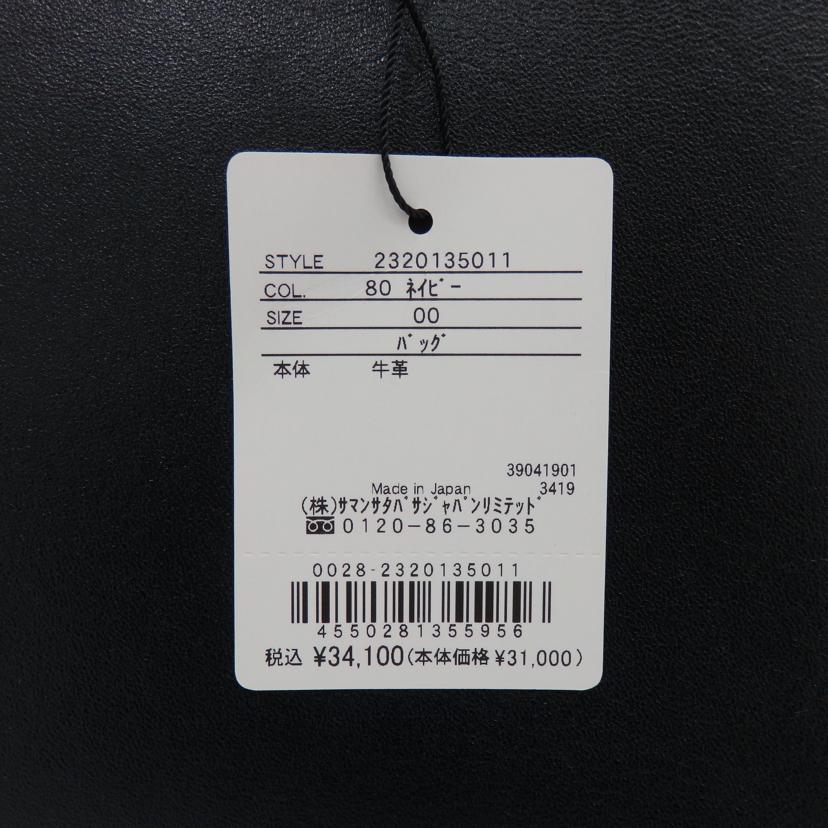 STYLE 2320135011
COL. 80 ﾈｲﾋﾞｰ
SIZE 00
ﾊﾞｯｸﾞ
本体 牛革
39041901
Made in Japan 3419
(株)ｻﾏﾝｻﾀﾊﾞｻｼﾞｬﾊﾟﾝﾘﾐﾃｯﾄﾞ
0120-86-3035
0028-2320135011
4550281355956
税込 ¥34,100(本体価格¥31,000)